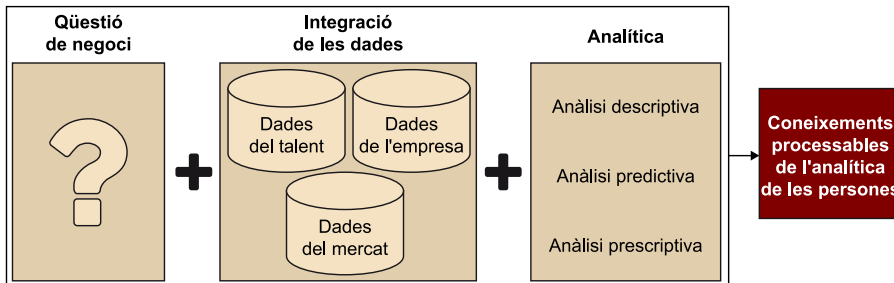 Qüestió
de negoci
Integració
de les dades
Analítica
?
Dades
del talent
Dades
de l'empresa
Dades
del mercat
Anàlisi descriptiva
Anàlisi predictiva
Anàlisi prescriptiva
Coneixements
processables
de l'analítica
de les persones